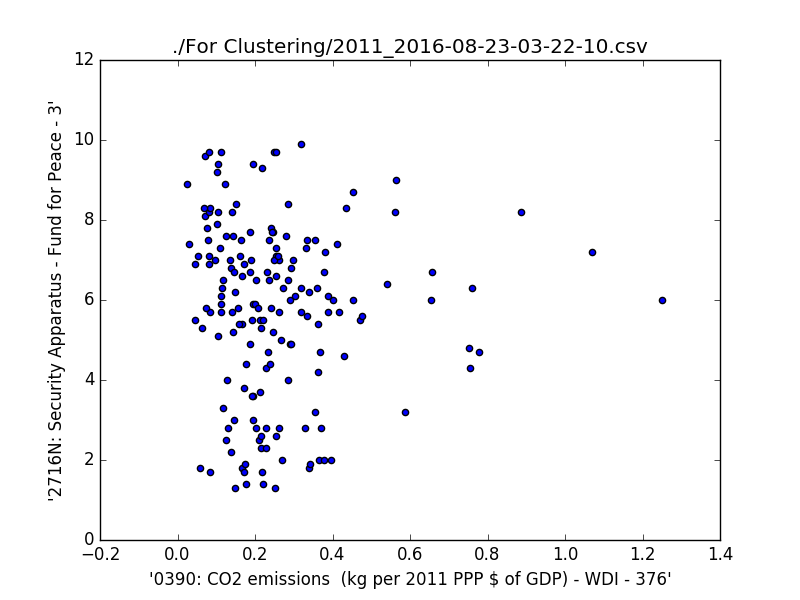 ./For Clustering/2011_2016-08-23-03-22-10.csv
12
10
8
6
4
2
0
'2716N: Security Apparatus - Fund for Peace - 3'
−0.2 0.0 0.2 0.4 0.6 0.8 1.0 1.2 1.4
'0390: CO2 emissions  (kg per 2011 PPP $ of GDP) - WDI - 376'